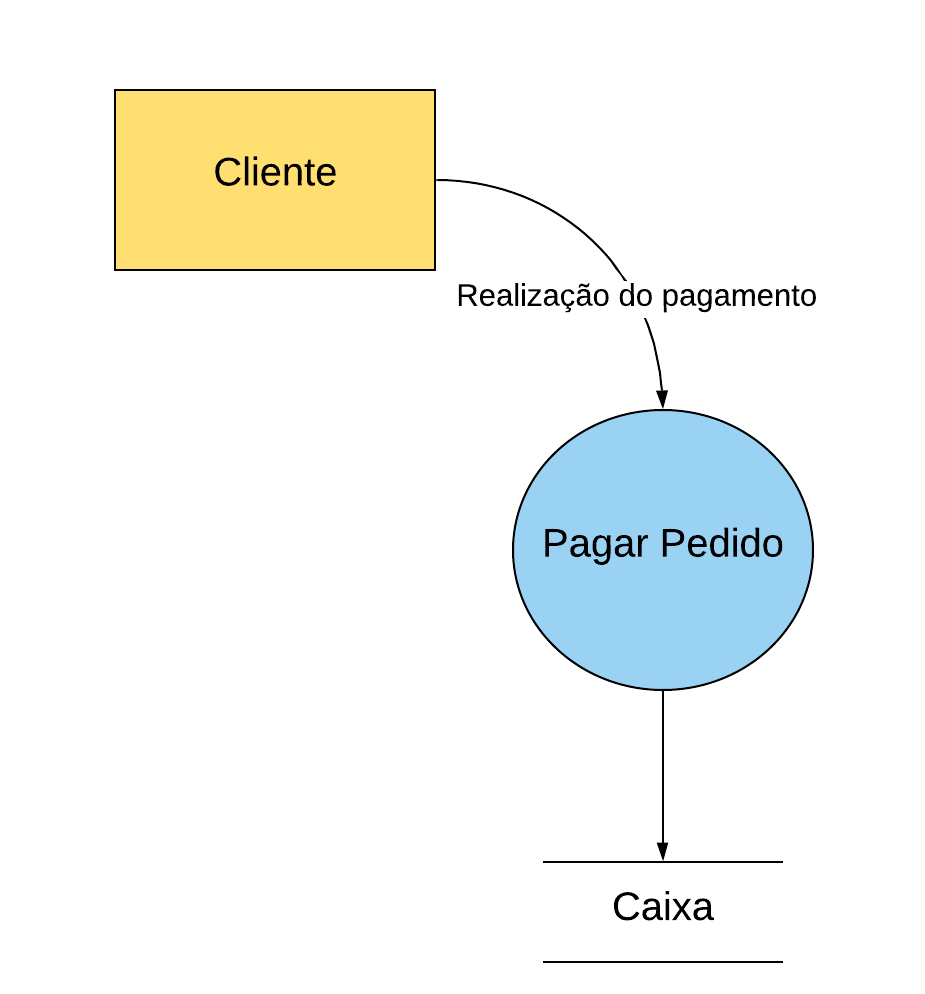 Cliente
Realização do pagamento
Pagar Pedido
Caixa